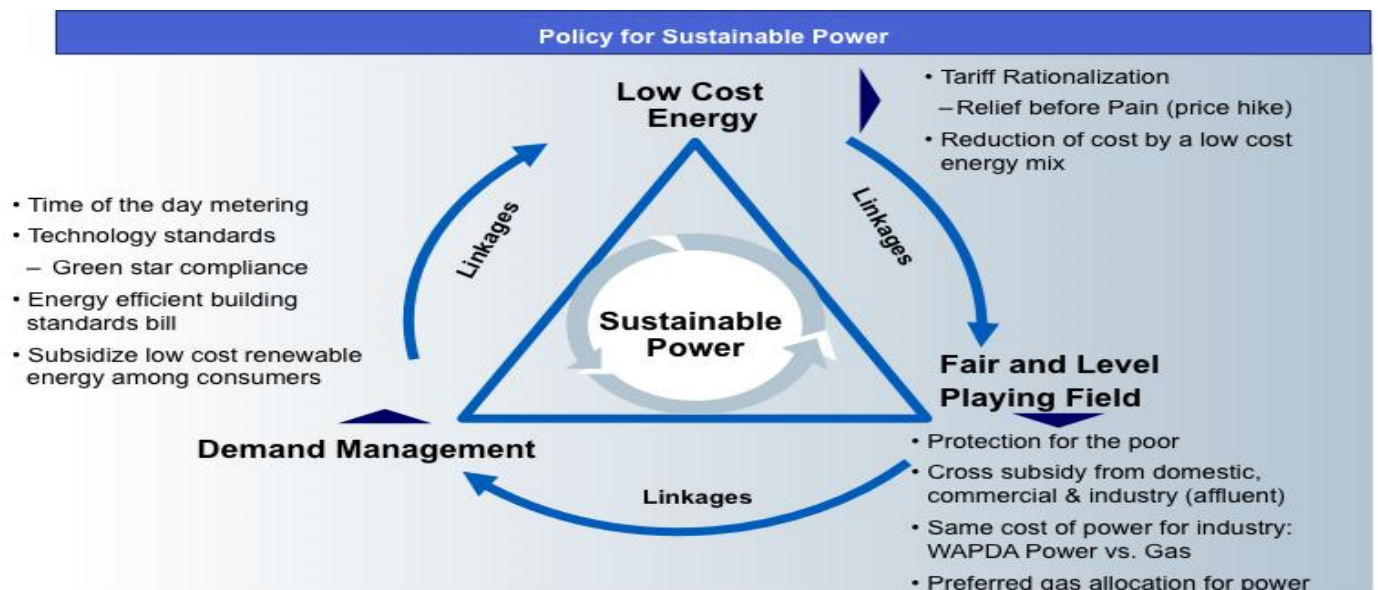 Policy for Sustainable Power
Low Cost
Energy
• Tariff Rationalization
– Relief before Pain (price hike)
• Reduction of cost by a low cost
energy mix
Linkages
Linkages
• Time of the day metering
• Technology standards
– Green star compliance
• Energy efficient building
standards bill
• Subsidize low cost renewable
energy among consumers
Sustainable
Power
Fair and Level
Playing Field
Demand Management
• Protection for the poor
• Cross subsidy from domestic,
commercial & industry (affluent)
• Same cost of power for industry:
WAPDA Power vs. Gas
• Preferred gas allocation for power
Linkages